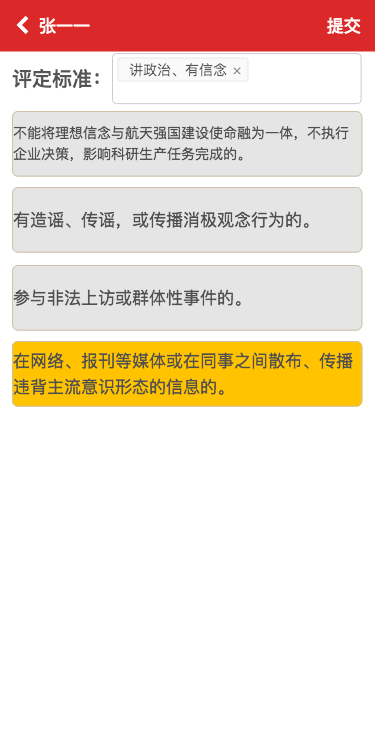 张一一
提交
评定标准：
讲政治、有信念 ×
不能将理想信念与航天强国建设使命融为一体，不执行
企业决策，影响科研生产任务完成的。
有造谣、传谣，或传播消极观念行为的。
参与非法上访或群体性事件的。
在网络、报刊等媒体或在同事之间散布、传播
违背主流意识形态的信息的。